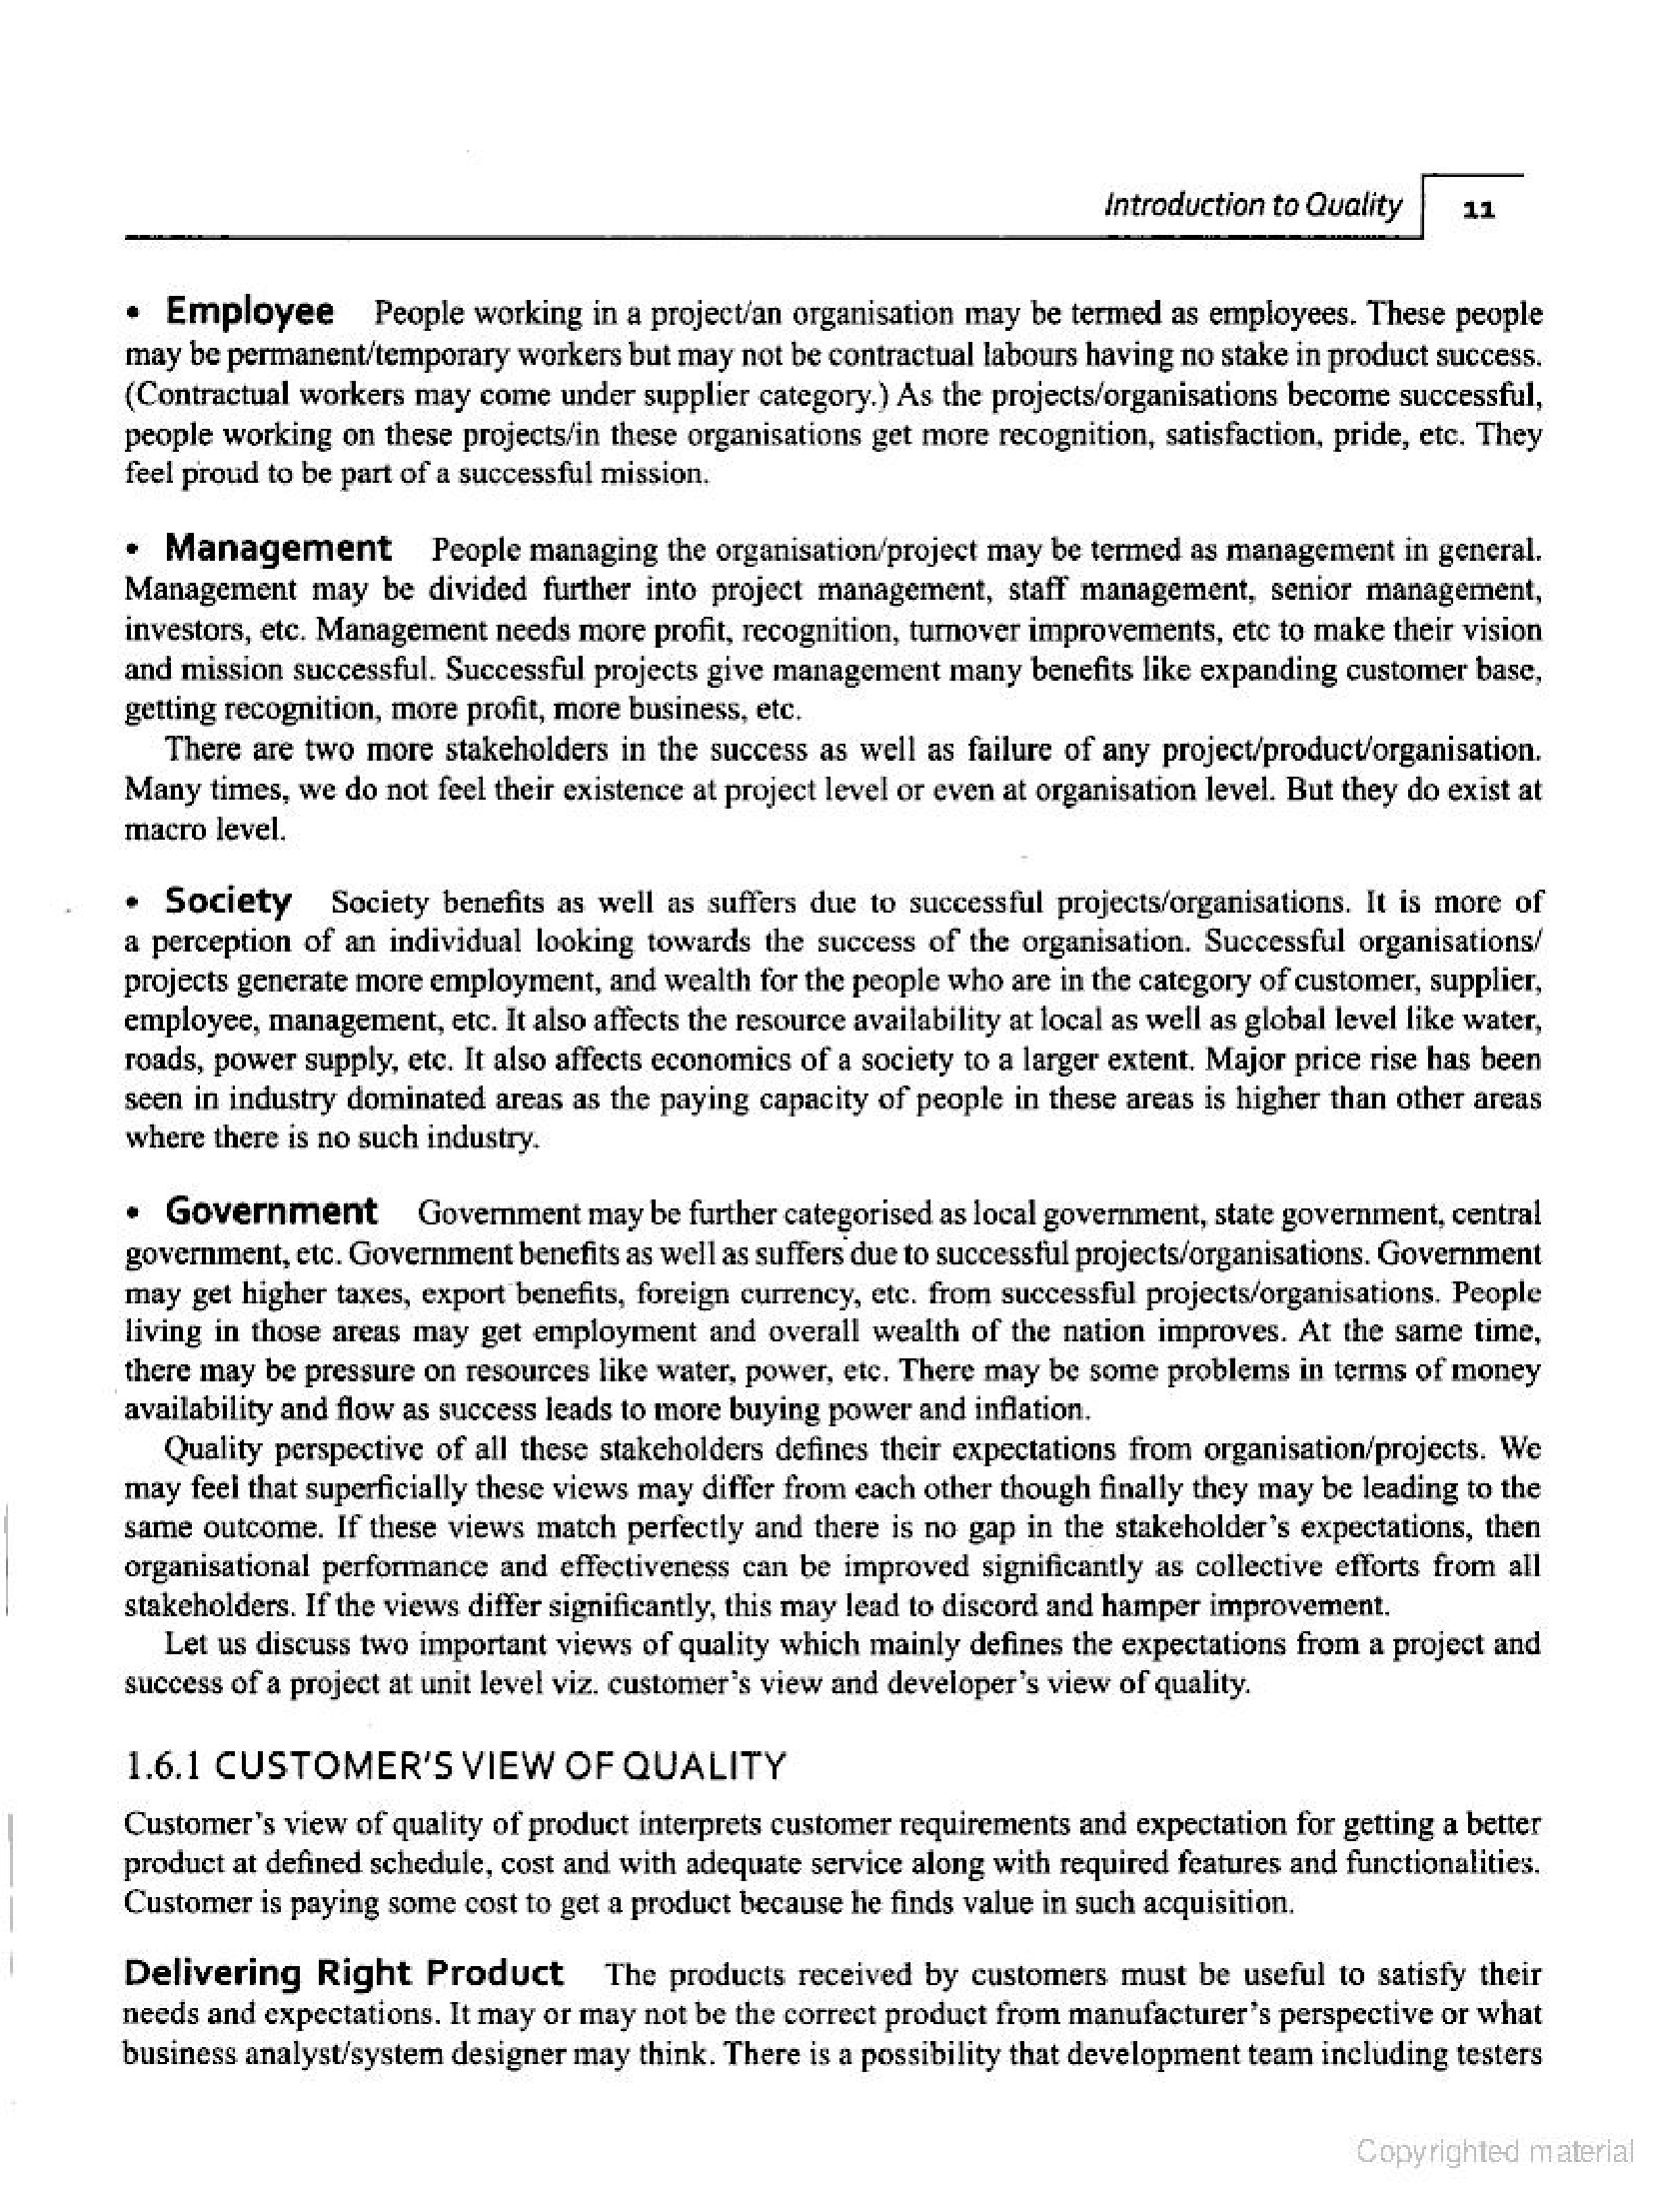 Introduction to Quality 11
• Employee People working in a project/an organisation may be termed as employees. These people
may be permanent/temporary workers but may not be contractual labours having no stake in product success.
(Contractual workers may come under supplier category.) As the projects/organisations become successful,
people working on these projects/in these organisations get more recognition, satisfaction, pride, etc. They
feel proud to be part of a successful mission.
• Management People managing the organisation/project may be termed as management in general.
Management may be divided further into project management, staff management, senior management,
investors, etc. Management needs more profit, recognition, turnover improvements, etc to make their vision
and mission successful. Successful projects give management many benefits like expanding customer base,
getting recognition, more profit, more business, etc.
There are two more stakeholders in the success as well as failure of any project/product/organisation.
Many times, we do not feel their existence at project level or even at organisation level. But they do exist at
macro level.
• Society Society benefits as well as suffers due to successful projects/organisations. It is more of
a perception of an individual looking towards the success of the organisation. Successful organisations/
projects generate more employment, and wealth for the people who are in the category of customer, supplier,
employee, management, etc. It also affects the resource availability at local as well as global level like water,
roads, power supply, etc. It also affects economics of a society to a larger extent. Major price rise has been
seen in industry dominated areas as the paying capacity of people in these areas is higher than other areas
where there is no such industry.
• Government Government may be further categorised as local government, state government, central
government, etc. Government benefits as well as suffers due to successful projects/organisations. Government
may get higher taxes, export benefits, foreign currency, etc. from successful projects/organisations. People
living in those areas may get employment and overall wealth of the nation improves. At the same time,
there may be pressure on resources like water, power, etc. There may be some problems in terms of money
availability and flow as success leads to more buying power and inflation.
Quality perspective of all these stakeholders defines their expectations from organisation/projects. We
may feel that superficially these views may differ from each other though finally they may be leading to the
same outcome. If these views match perfectly and there is no gap in the stakeholder's expectations, then
organisational performance and effectiveness can be improved significantly as collective efforts from all
stakeholders. If the views differ significantly, this may lead to discord and hamper improvement.
Let us discuss two important views of quality which mainly defines the expectations from a project and
success of a project at unit level viz. customer's view and developer's view of quality.
1.6.1 CUSTOMER'S VIEW OF QUALITY
Customer's view of quality of product interprets customer requirements and expectation for getting a better
product at defined schedule, cost and with adequate service along with required features and functionalities.
Customer is paying some cost to get a product because he finds value in such acquisition.
Delivering Right Product The products received by customers must be useful to satisfy their
needs and expectations. It may or may not be the correct product from manufacturer's perspective or what
business analyst/system designer may think. There is a possibility that development team including testers
Copyrighted material